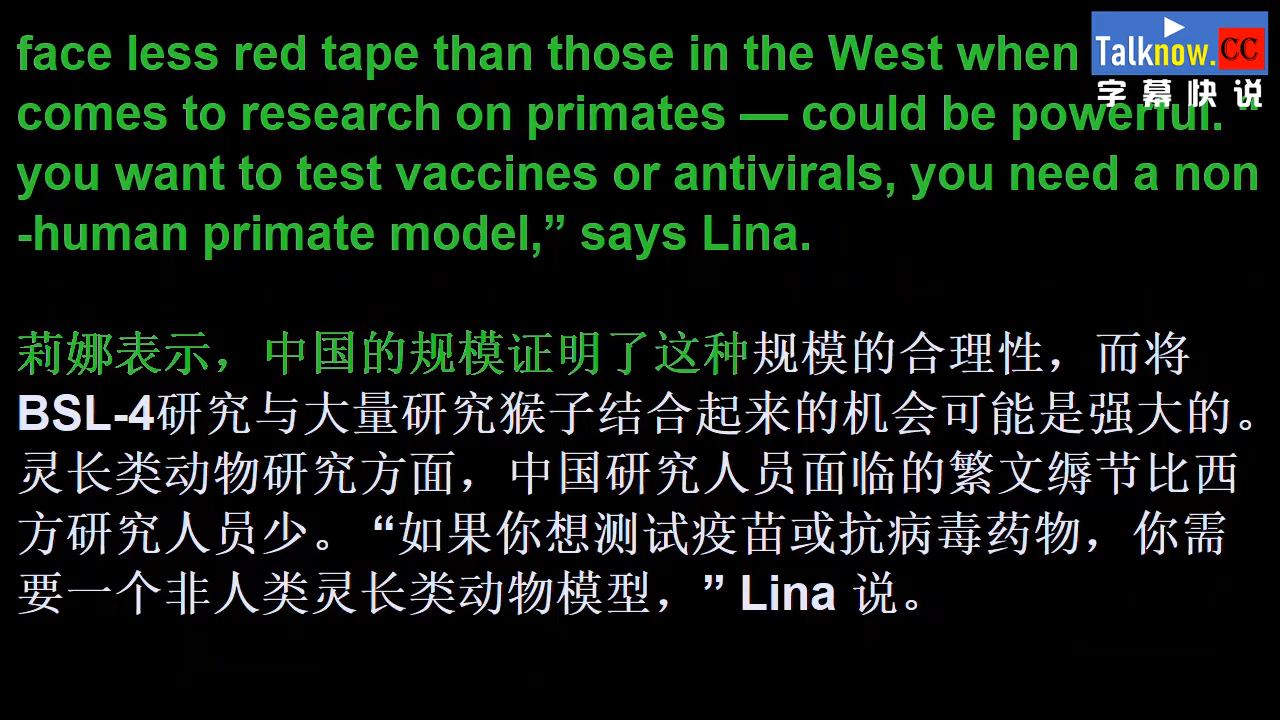 face less red tape than those in the West when
comes to research on primates — could be powerful. “
you want to test vaccines or antivirals, you need a non
-human primate model,” says Lina.
莉娜表示，中国的规模证明了这种规模的合理性，而将
BSL-4研究与大量研究猴子结合起来的机会可能是强大的。
灵长类动物研究方面，中国研究人员面临的繁文缛节比西
方研究人员少。 “如果你想测试疫苗或抗病毒药物，你需
要一个非人类灵长类动物模型，” Lina 说。
Talknow.CC
字幕快说